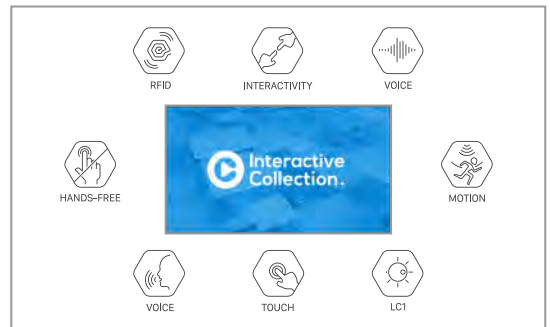 RFID
INTERACTIVITY
VOICE
Interactive
Collection.
HANDS-FREE
MOTION
VOICE
TOUCH
LC1